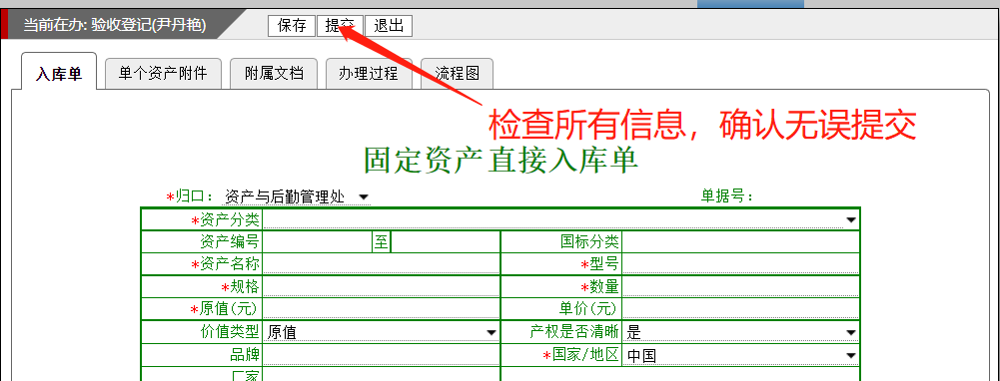 当前在办: 验收登记(尹丹艳) 保存 提交 退出
入库单 单个资产附件 附属文档 办理过程 流程图
检查所有信息，确认无误提交
固定资产直接入库单
*归口: 资产与后勤管理处 单据号:
*资产分类
资产编号 至 国标分类
*资产名称 *型号
*规格 *数量
*原值(元) 单价(元)
价值类型 原值 产权是否清晰 是
品牌 *国家/地区 中国
厂家